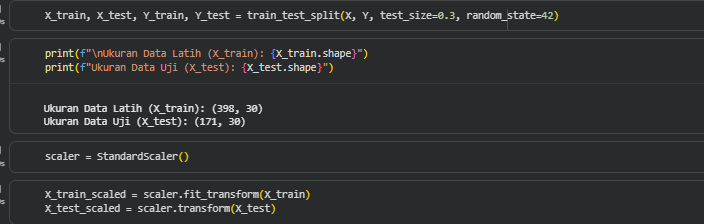 X_train, X_test, Y_train, Y_test = train_test_split(X, Y, test_size=0.3, random_state=42)
print(f"\nUkuran Data Latih (X_train): {X_train.shape}")
print(f"Ukuran Data Uji (X_test): {X_test.shape}")
Ukuran Data Latih (X_train): (398, 30)
Ukuran Data Uji (X_test): (171, 30)
scaler = StandardScaler()
X_train_scaled = scaler.fit_transform(X_train)
X_test_scaled = scaler.transform(X_test)